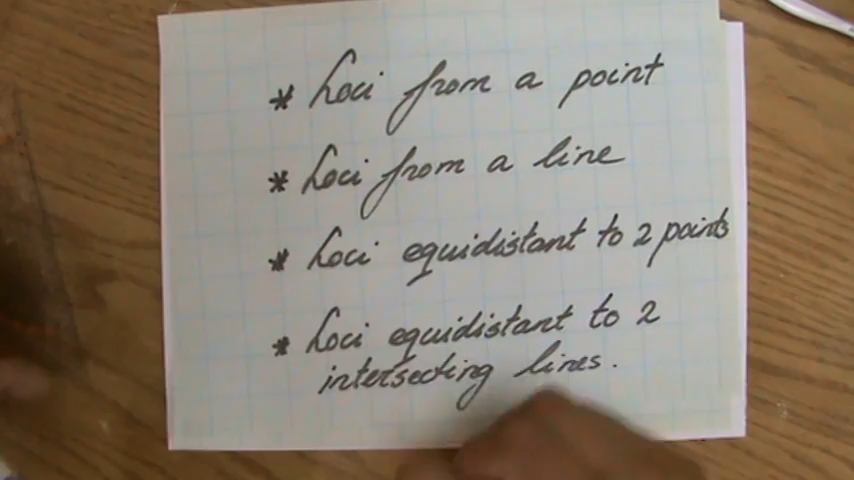 * Loci from a point
* Loci from a line
* Loci equidistant to 2 points
* Loci equidistant to 2
intersecting lines.